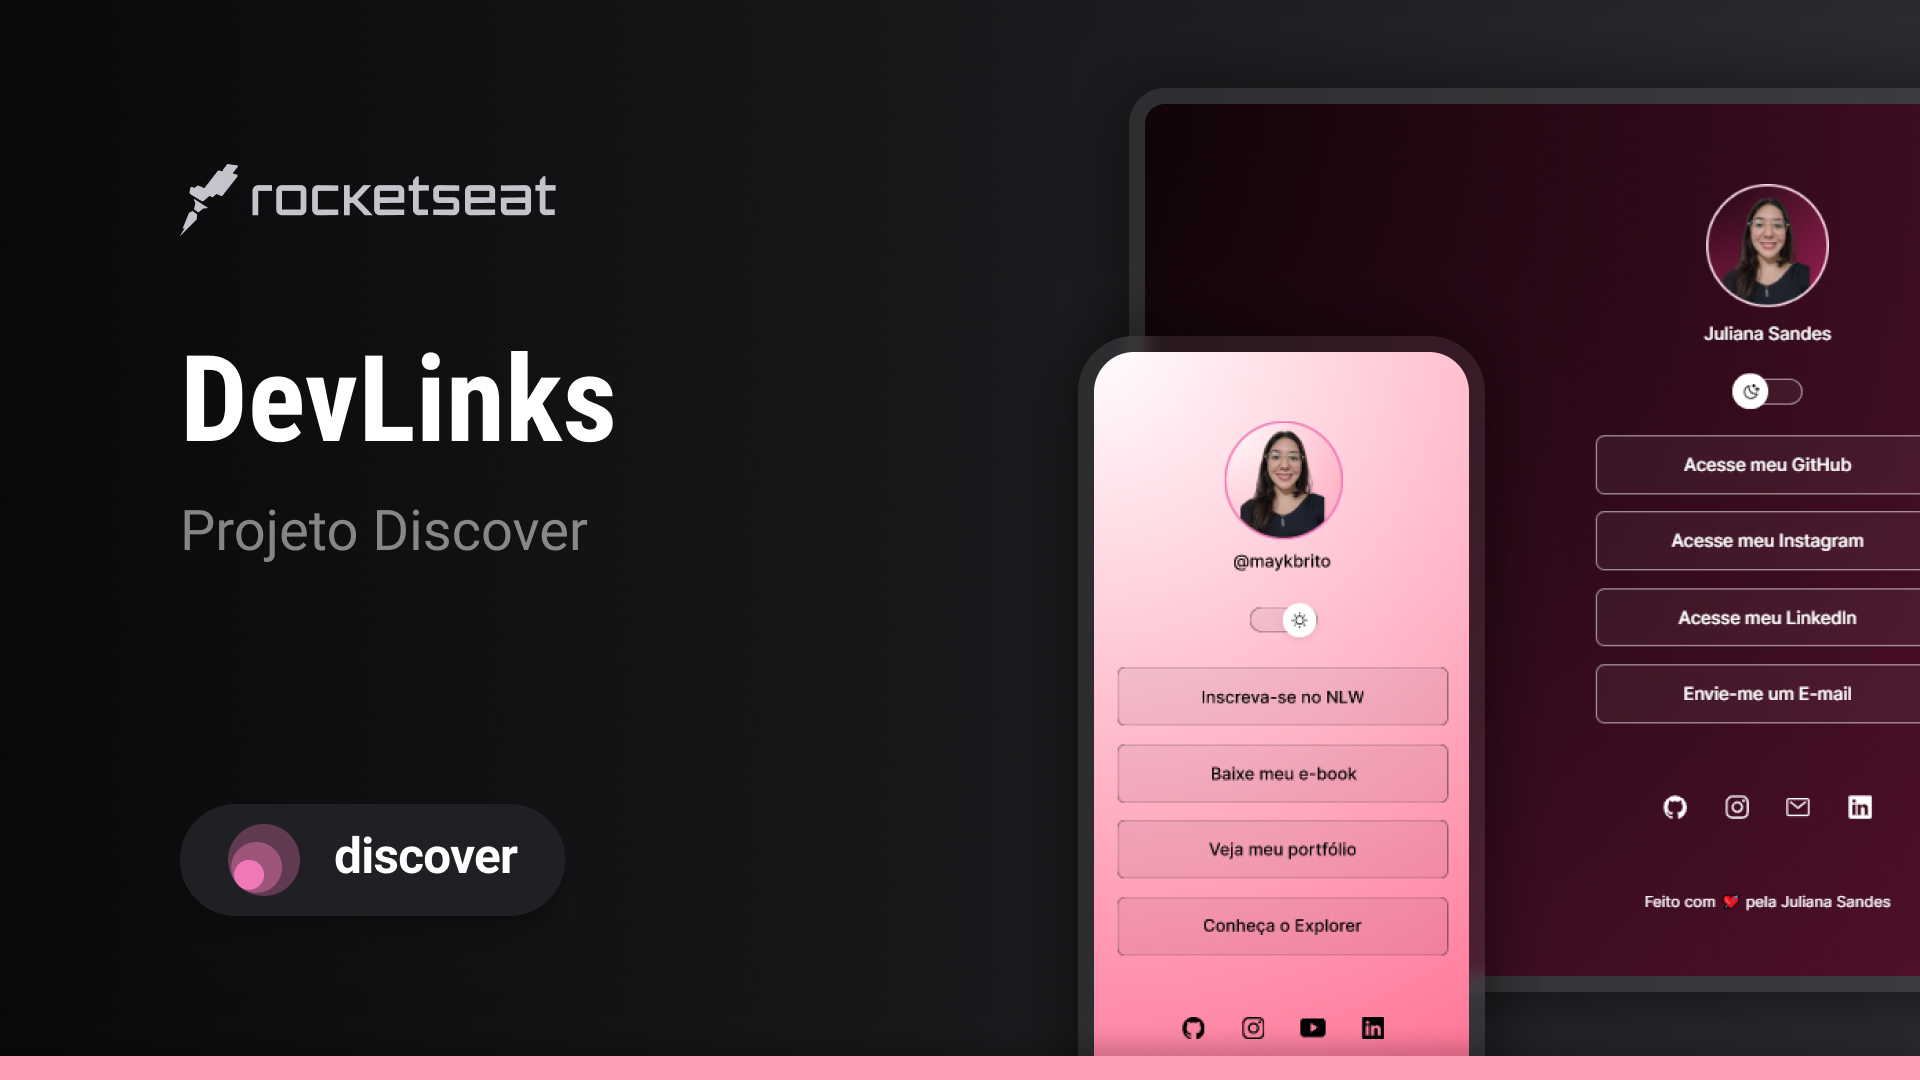 rocketseat
DevLinks
Projeto Discover
discover
@maykbrito
Inscreva-se no NLW
Baixe meu e-book
Veja meu portfólio
Conheça o Explorer
in
Juliana Sandes
Acesse meu GitHub
Acesse meu Instagram
Acesse meu LinkedIn
Envie-me um E-mail
in
Feito com ❤ pela Juliana Sandes